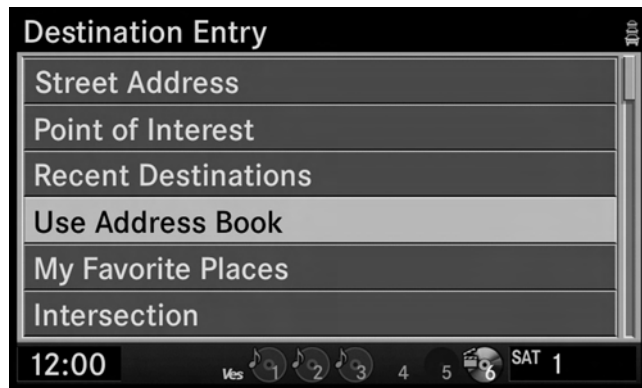 Destination Entry
Street Address
Point of Interest
Recent Destinations
Use Address Book
My Favorite Places
Intersection
12:00 Ves 1 2 3 4 5 6 SAT 1